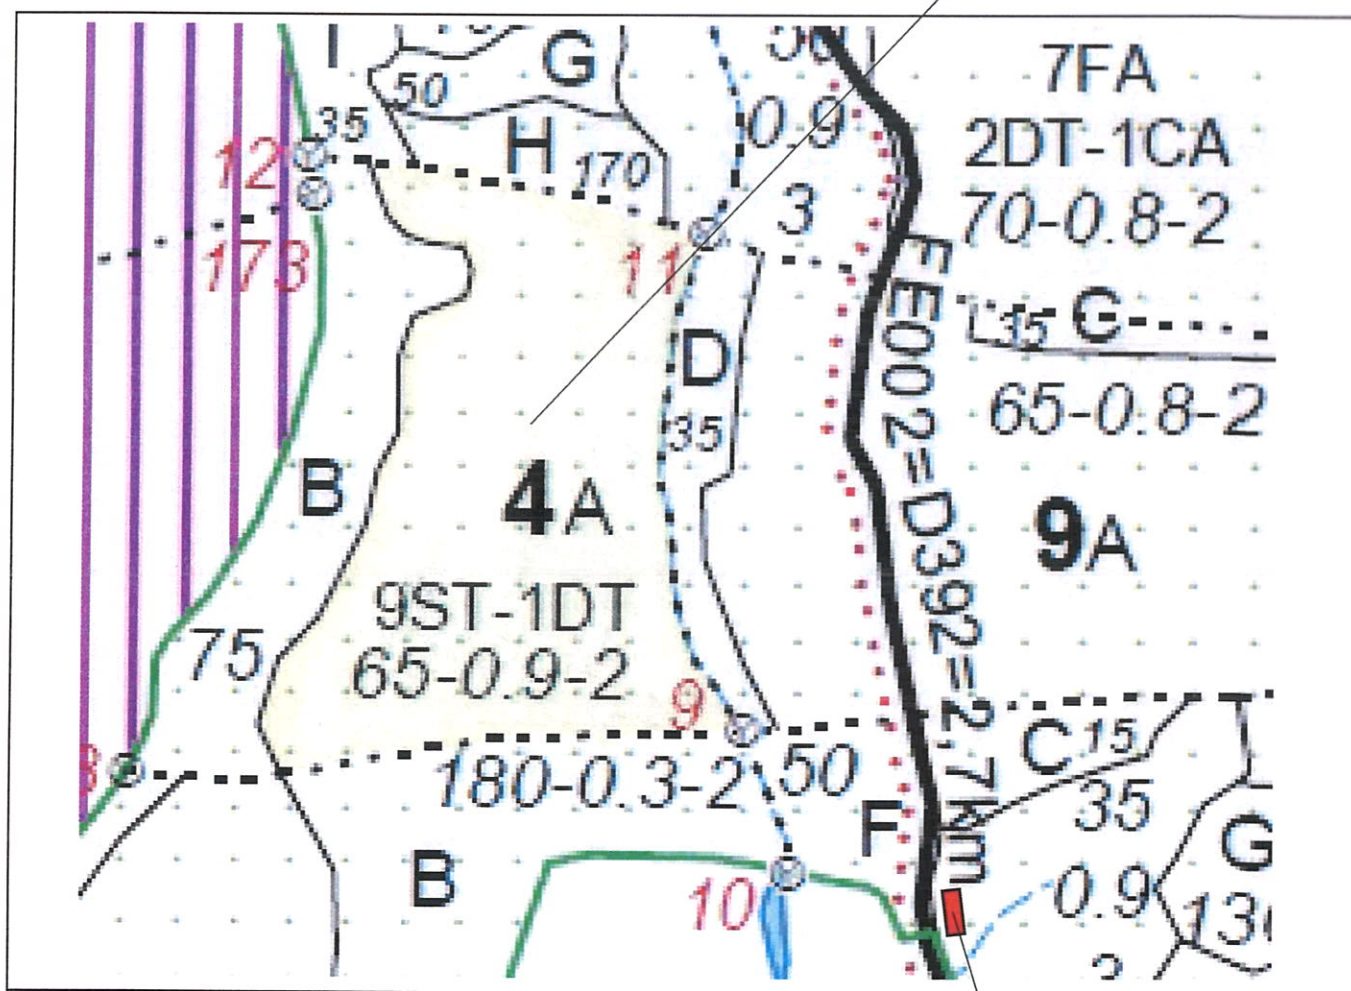 I
G
50
35
H 170
12
173
11
0.9
3
7FA
2DT-1CA
70-0.8-2
35 C
65-0.8-2
D
35
FE002=D392=2,7km
B
75
4A
9ST-1DT
65-0.9-2
9A
9
180-0.3-2
50
C 15
35
F
G
B
10
0.9